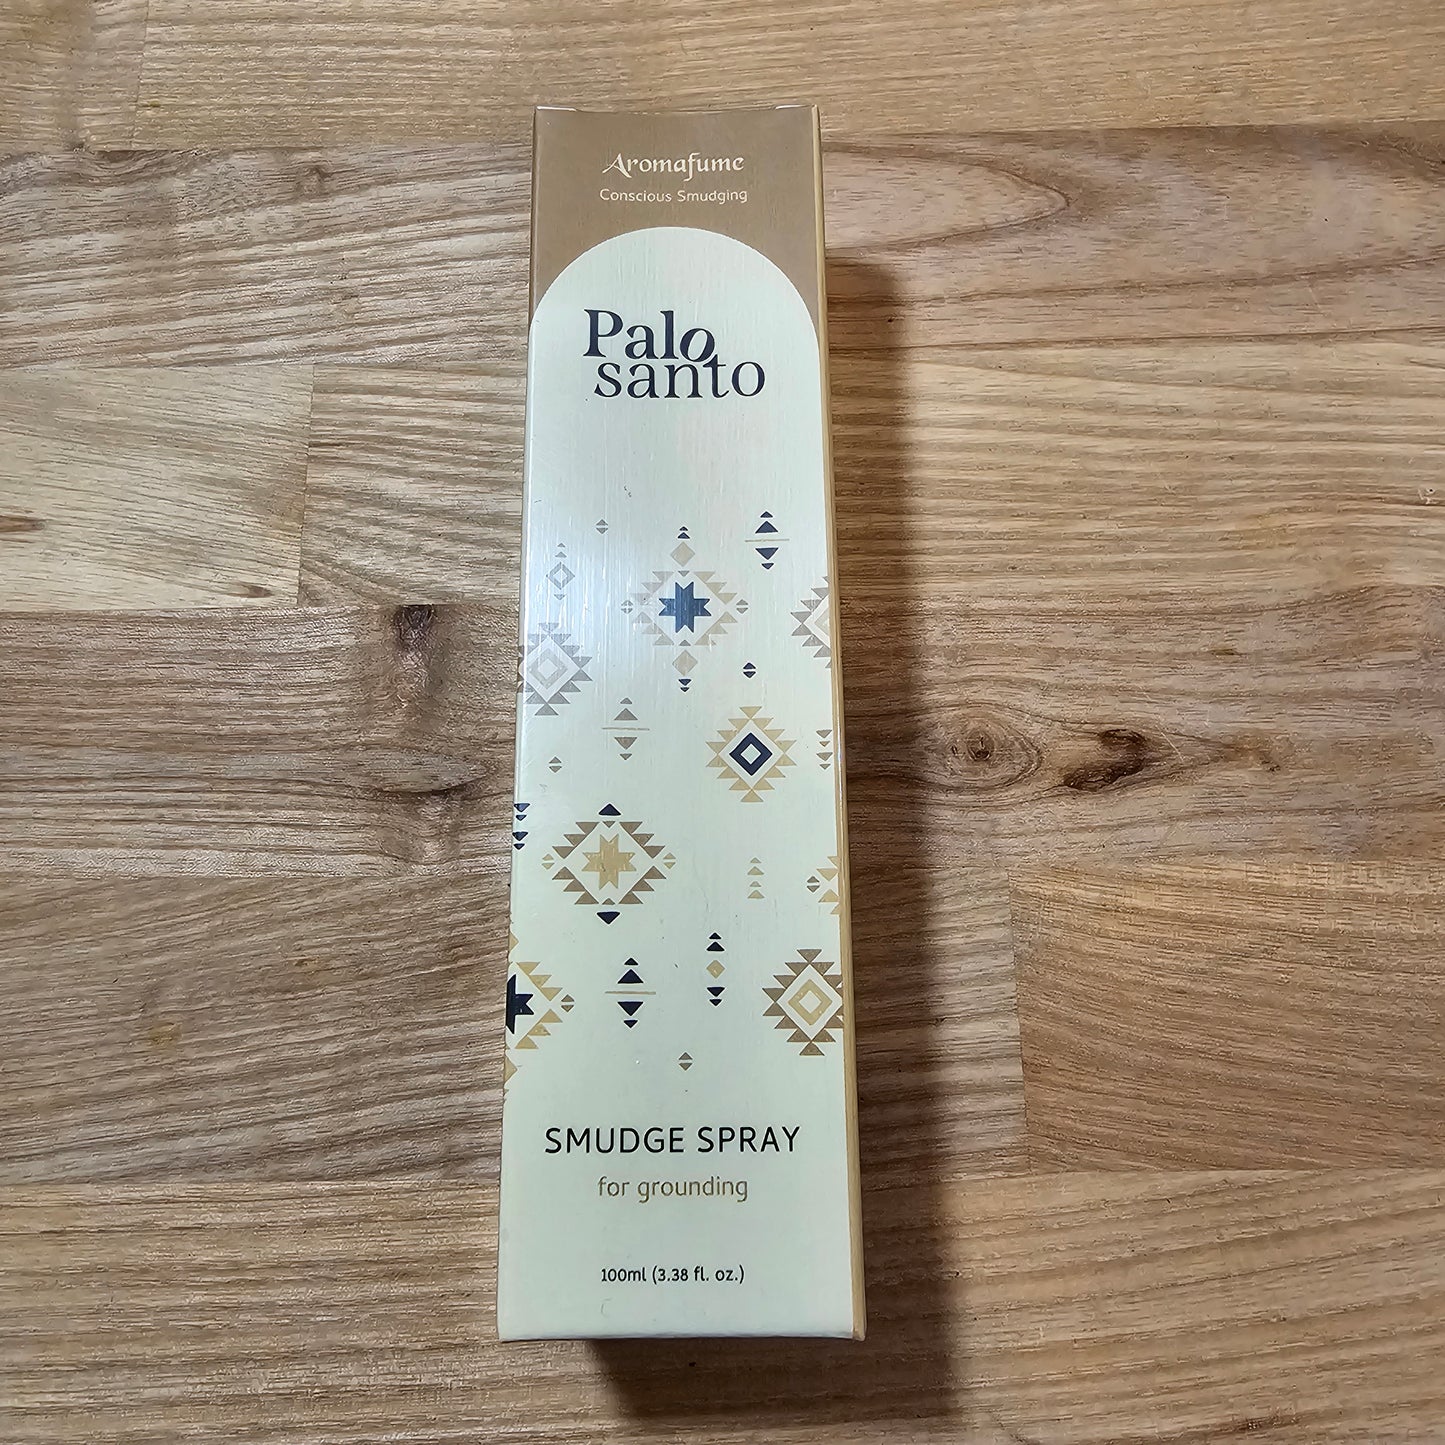 Aromafume
Conscious Smudging
Palo
santo
SMUDGE SPRAY
for grounding
100ml (3.38 fl. oz.)